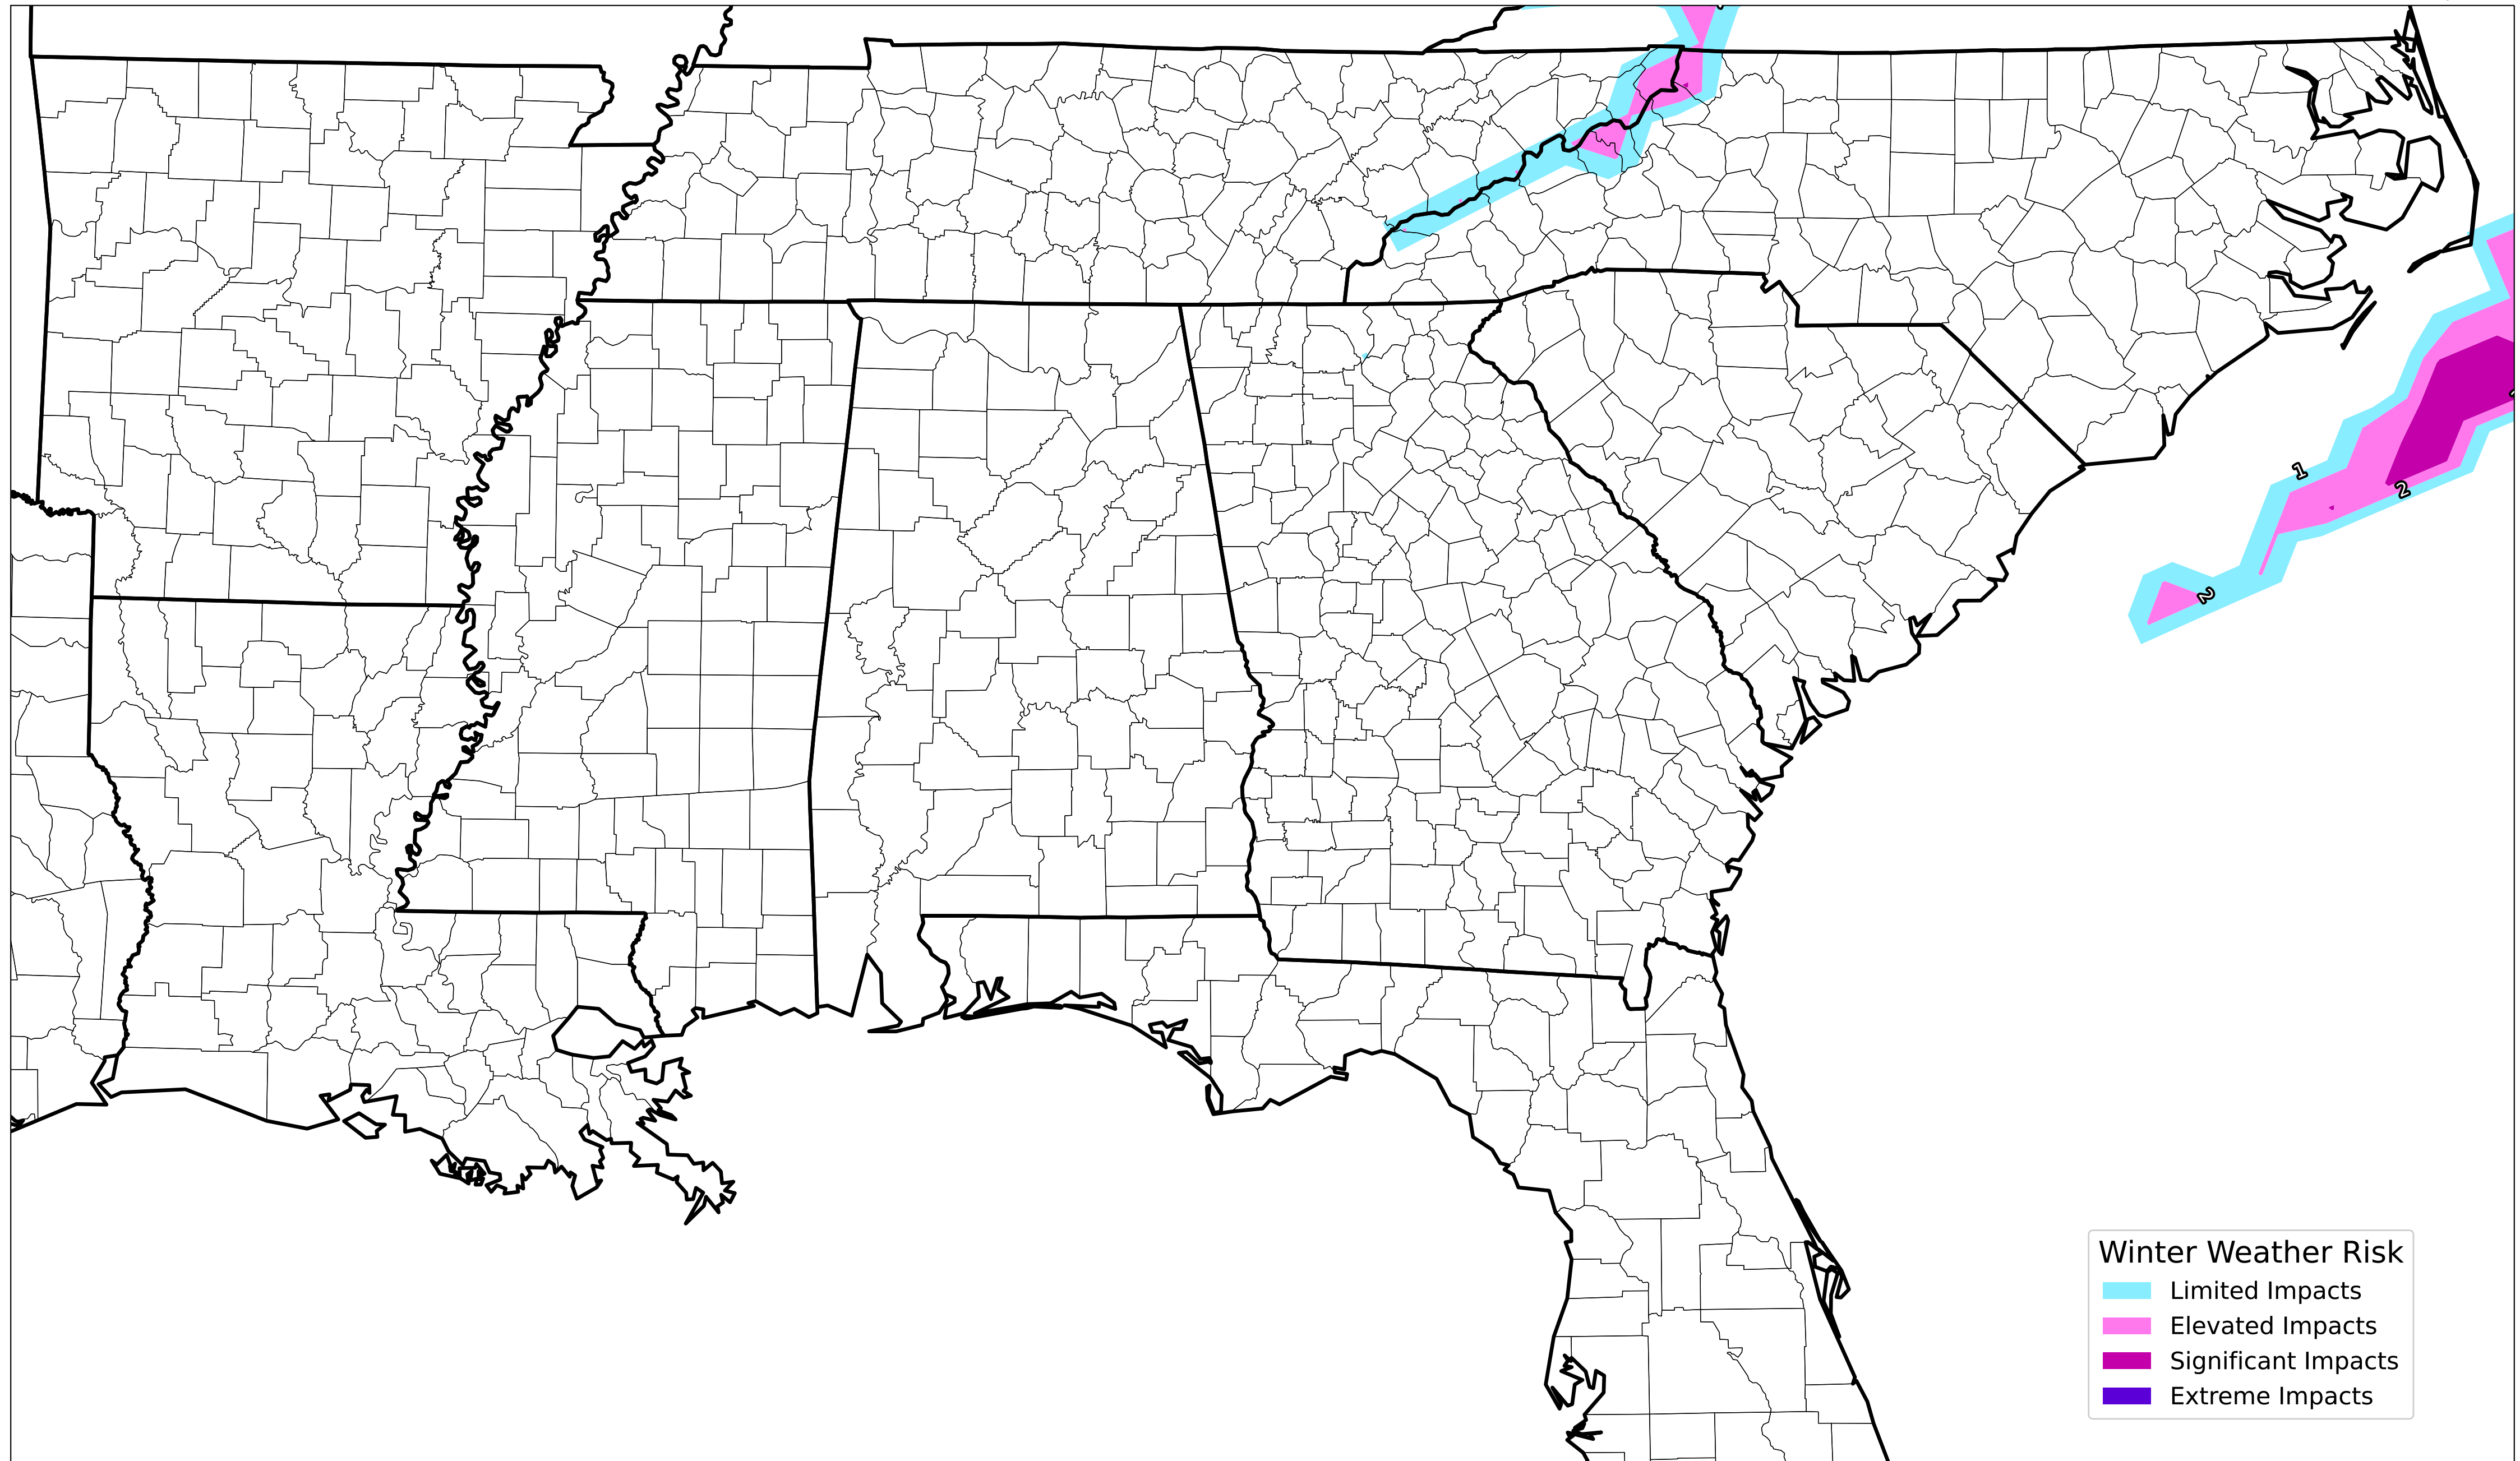 1
2
2
Winter Weather Risk
Limited Impacts
Elevated Impacts
Significant Impacts
Extreme Impacts